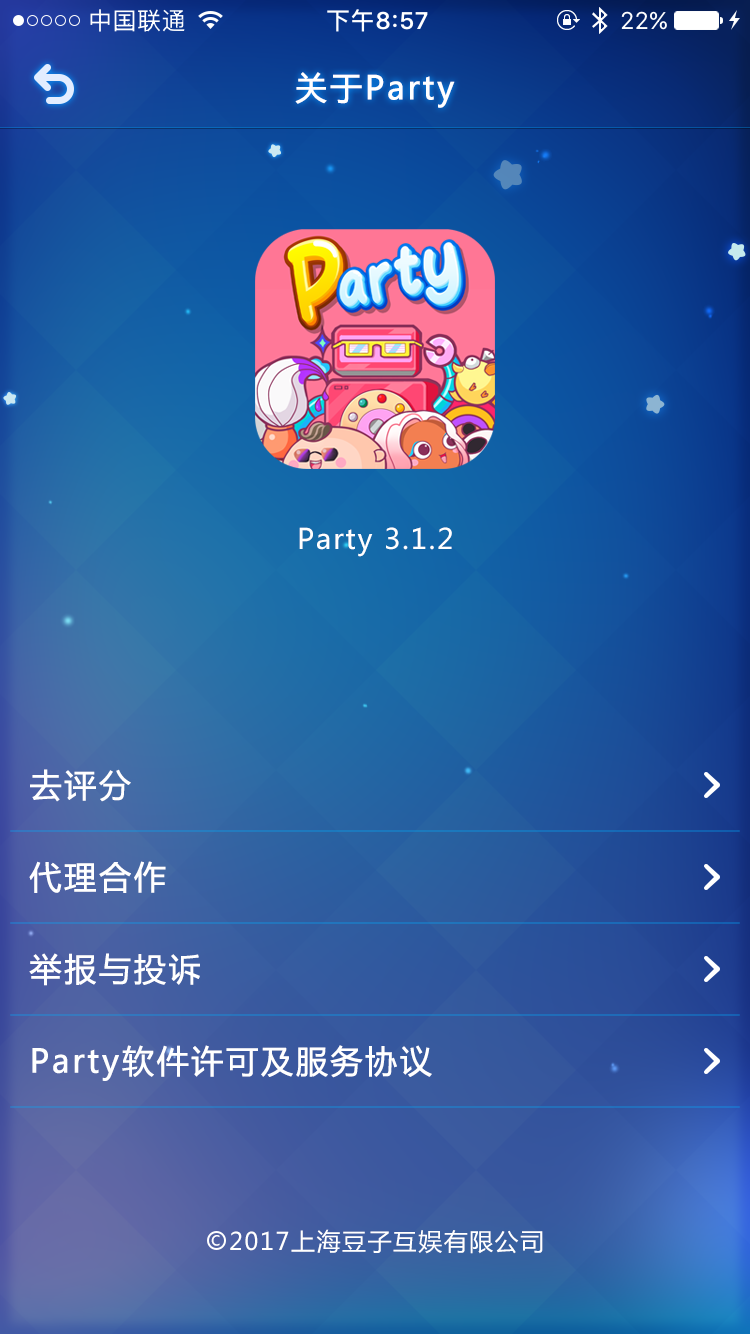 中国联通 下午8:57 22%
关于Party
Party
Party 3.1.2
去评分
代理合作
举报与投诉
Party软件许可及服务协议
©2017上海豆子互娱有限公司